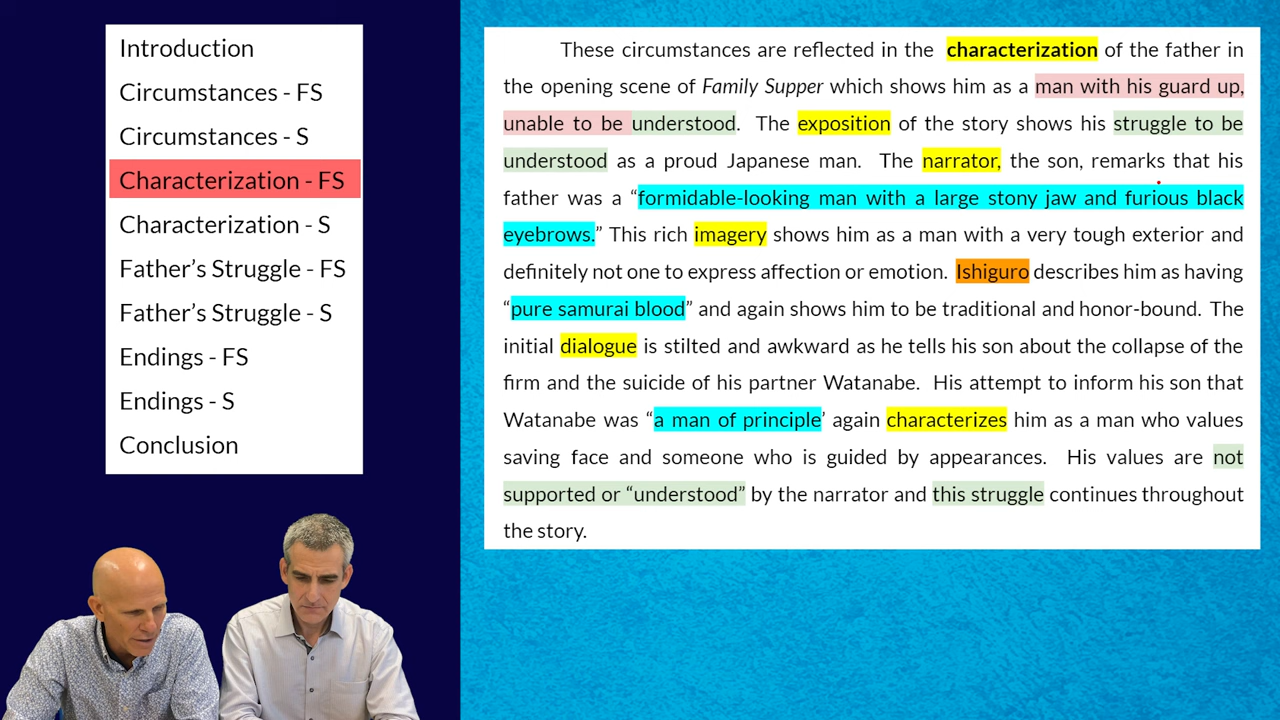 Introduction
Circumstances - FS
Circumstances - S
Characterization - FS
Characterization - S
Father’s Struggle - FS
Father’s Struggle - S
Endings - FS
Endings - S
Conclusion
These circumstances are reflected in the characterization of the father in
the opening scene of Family Supper which shows him as a man with his guard up,
unable to be understood. The exposition of the story shows his struggle to be
understood as a proud Japanese man. The narrator, the son, remarks that his
father was a “formidable-looking man with a large stony jaw and furious black
eyebrows.” This rich imagery shows him as a man with a very tough exterior and
definitely not one to express affection or emotion. Ishiguro describes him as having
“pure samurai blood” and again shows him to be traditional and honor-bound. The
initial dialogue is stilted and awkward as he tells his son about the collapse of the
firm and the suicide of his partner Watanabe. His attempt to inform his son that
Watanabe was “a man of principle’ again characterizes him as a man who values
saving face and someone who is guided by appearances. His values are not
supported or “understood” by the narrator and this struggle continues throughout
the story.